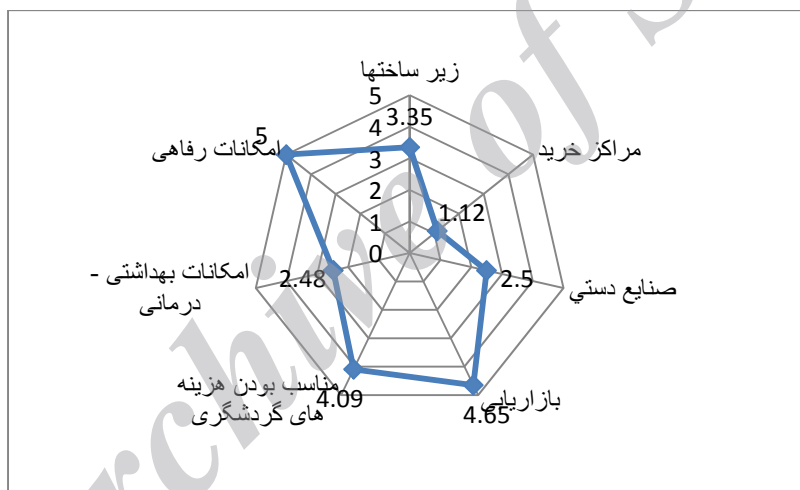 زیر ساختها
5
3.35
4
3
2
1
0
مراکز خرید
1.12
صنایع دستي
2.5
بازاریابی
4.65
مناسب بودن هزینه
های گردشگری
4.09
امکانات بهداشتی -
درمانی
2.48
امکانات رفاهی
5